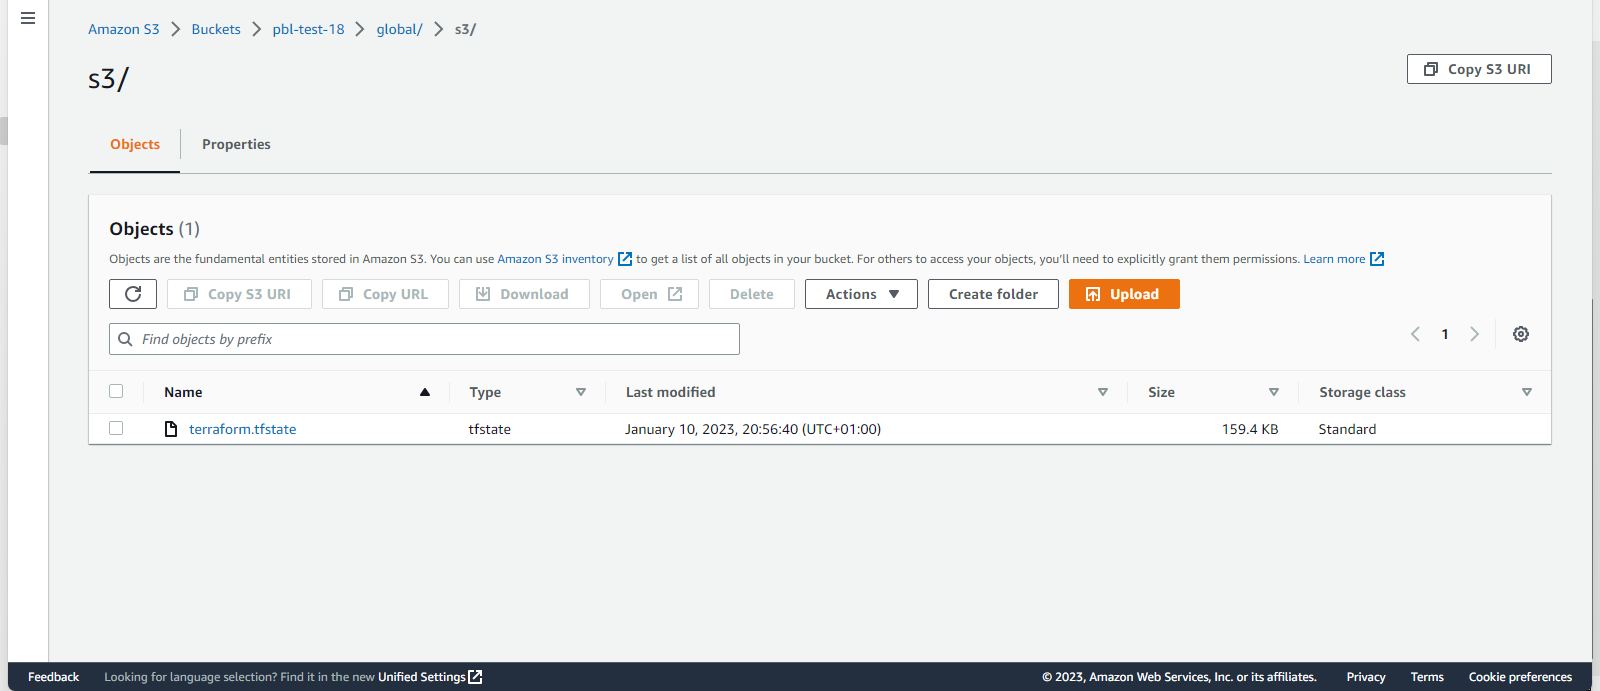 Amazon S3 > Buckets > pbl-test-18 > global/ > s3/
s3/
Copy S3 URI
Objects Properties
Objects (1)
Objects are the fundamental entities stored in Amazon S3. You can use Amazon S3 inventory to get a list of all objects in your bucket. For others to access your objects, you'll need to explicitly grant them permissions. Learn more
Copy S3 URI Copy URL Download Open Delete Actions Create folder Upload
Find objects by prefix
1
Name Type Last modified Size Storage class
terraform.tfstate tfstate January 10, 2023, 20:56:40 (UTC+01:00) 159.4 KB Standard
Feedback Looking for language selection? Find it in the new Unified Settings © 2023, Amazon Web Services, Inc. or its affiliates. Privacy Terms Cookie preferences